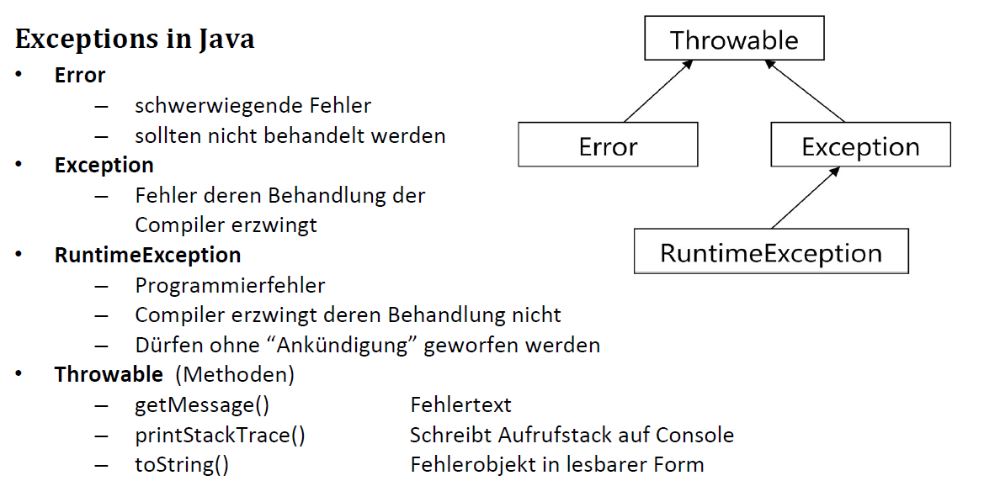 Exceptions in Java
• Error
– schwerwiegende Fehler
– sollten nicht behandelt werden
• Exception
– Fehler deren Behandlung der
Compiler erzwingt
• RuntimeException
– Programmierfehler
– Compiler erzwingt deren Behandlung nicht
– Dürfen ohne “Ankündigung” geworfen werden
• Throwable (Methoden)
– getMessage() Fehlertext
– printStackTrace() Schreibt Aufrufstack auf Console
– toString() Fehlerobjekt in lesbarer Form
Throwable
Error
Exception
RuntimeException